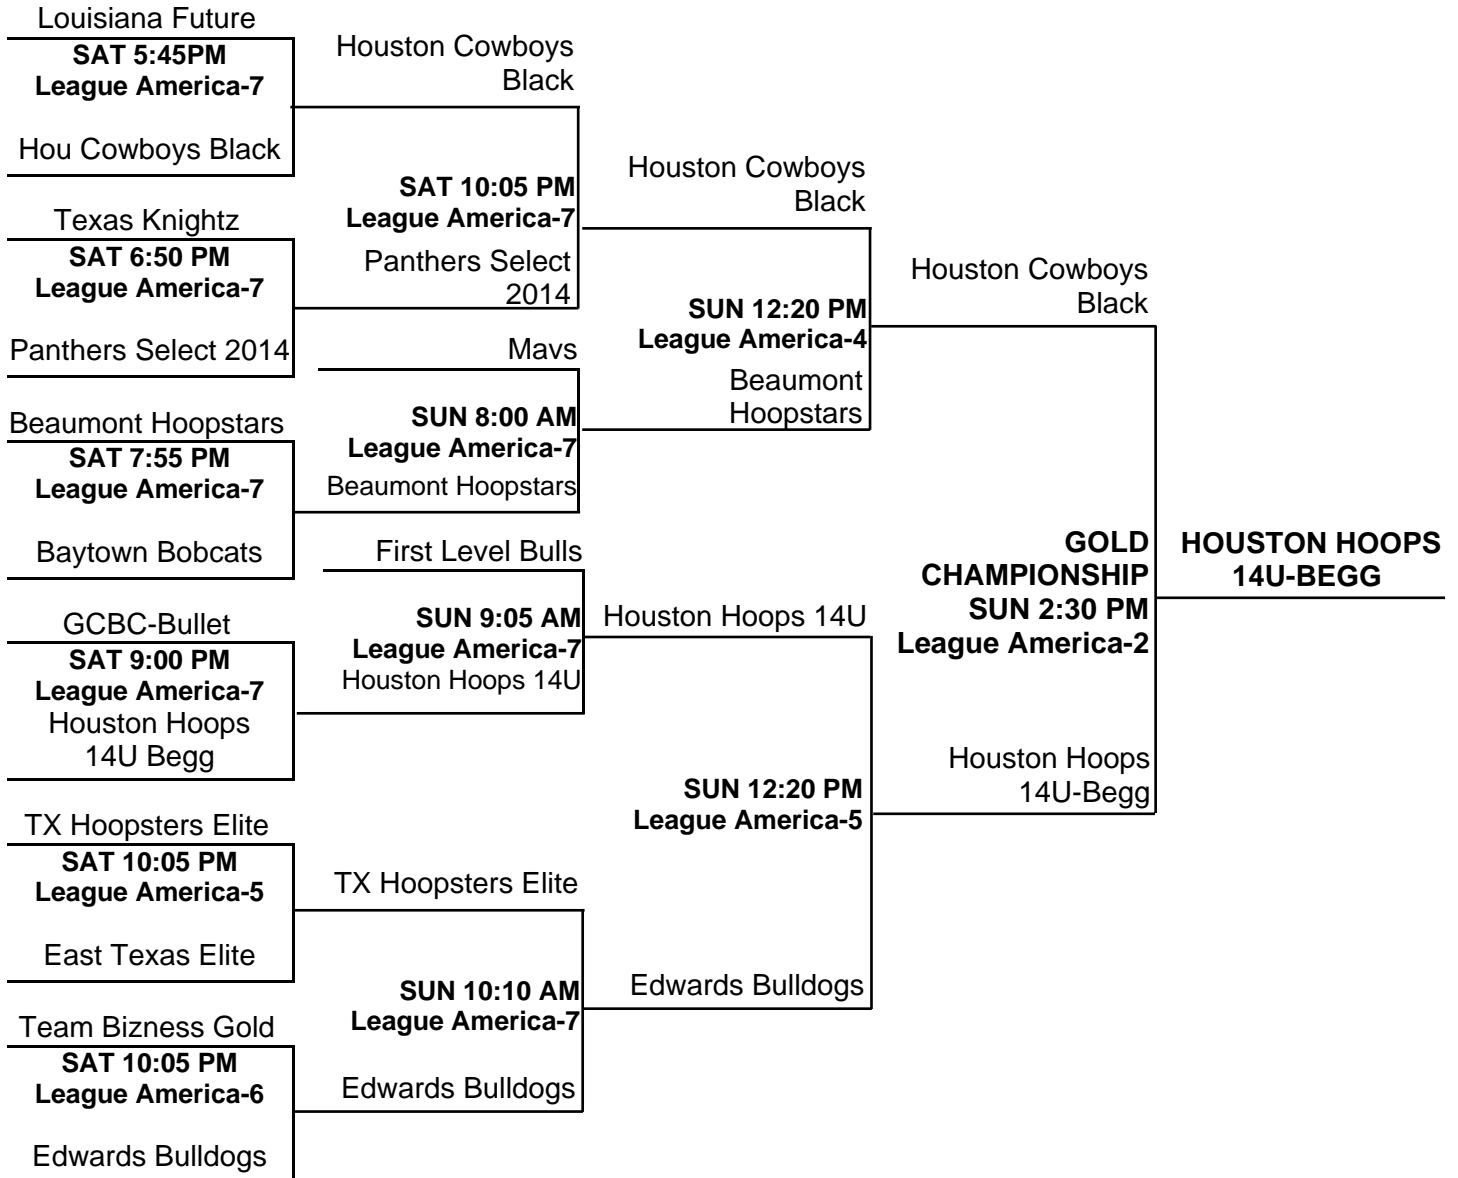 Louisiana Future
SAT 5:45PM
League America-7
Hou Cowboys Black
Texas Knightz
SAT 6:50 PM
League America-7
Panthers Select 2014
Beaumont Hoopstars
SAT 7:55 PM
League America-7
Baytown Bobcats
GCBC-Bullet
SAT 9:00 PM
League America-7
Houston Hoops
14U Begg
TX Hoopsters Elite
SAT 10:05 PM
League America-5
East Texas Elite
Team Bizness Gold
SAT 10:05 PM
League America-6
Edwards Bulldogs
Houston Cowboys
Black
SAT 10:05 PM
League America-7
Panthers Select
2014
Mavs
SUN 8:00 AM
League America-7
Beaumont Hoopstars
First Level Bulls
SUN 9:05 AM
League America-7
Houston Hoops 14U
TX Hoopsters Elite
SUN 10:10 AM
League America-7
Edwards Bulldogs
Houston Cowboys
Black
SUN 12:20 PM
League America-4
Beaumont
Hoopstars
Houston Hoops 14U
SUN 12:20 PM
League America-5
Edwards Bulldogs
Houston Cowboys
Black
GOLD
CHAMPIONSHIP
SUN 2:30 PM
League America-2
Houston Hoops
14U-Begg
HOUSTON HOOPS
14U-BEGG